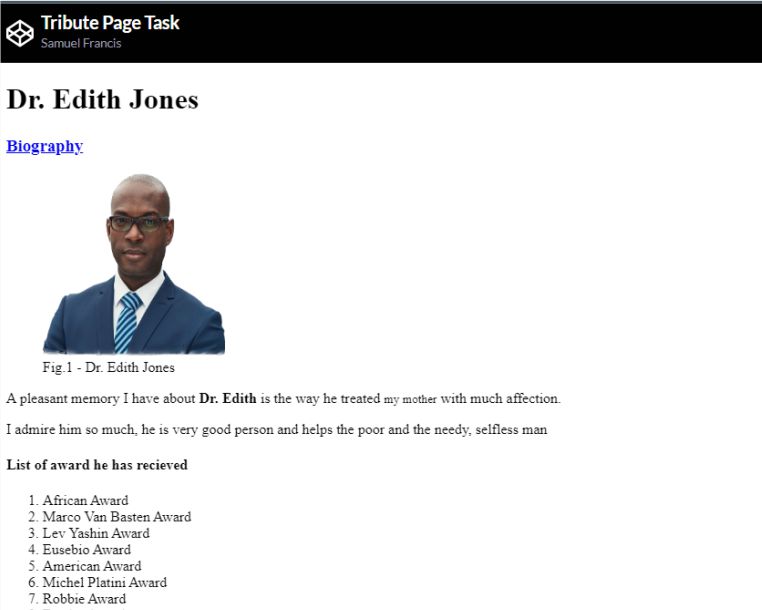 Tribute Page Task
Samuel Francis
Dr. Edith Jones
Biography
Fig.1 - Dr. Edith Jones
A pleasant memory I have about Dr. Edith is the way he treated my mother with much affection.
I admire him so much, he is very good person and helps the poor and the needy, selfless man
List of award he has recieved
1. African Award
2. Marco Van Basten Award
3. Lev Yashin Award
4. Eusebio Award
5. American Award
6. Michel Platini Award
7. Robbie Award